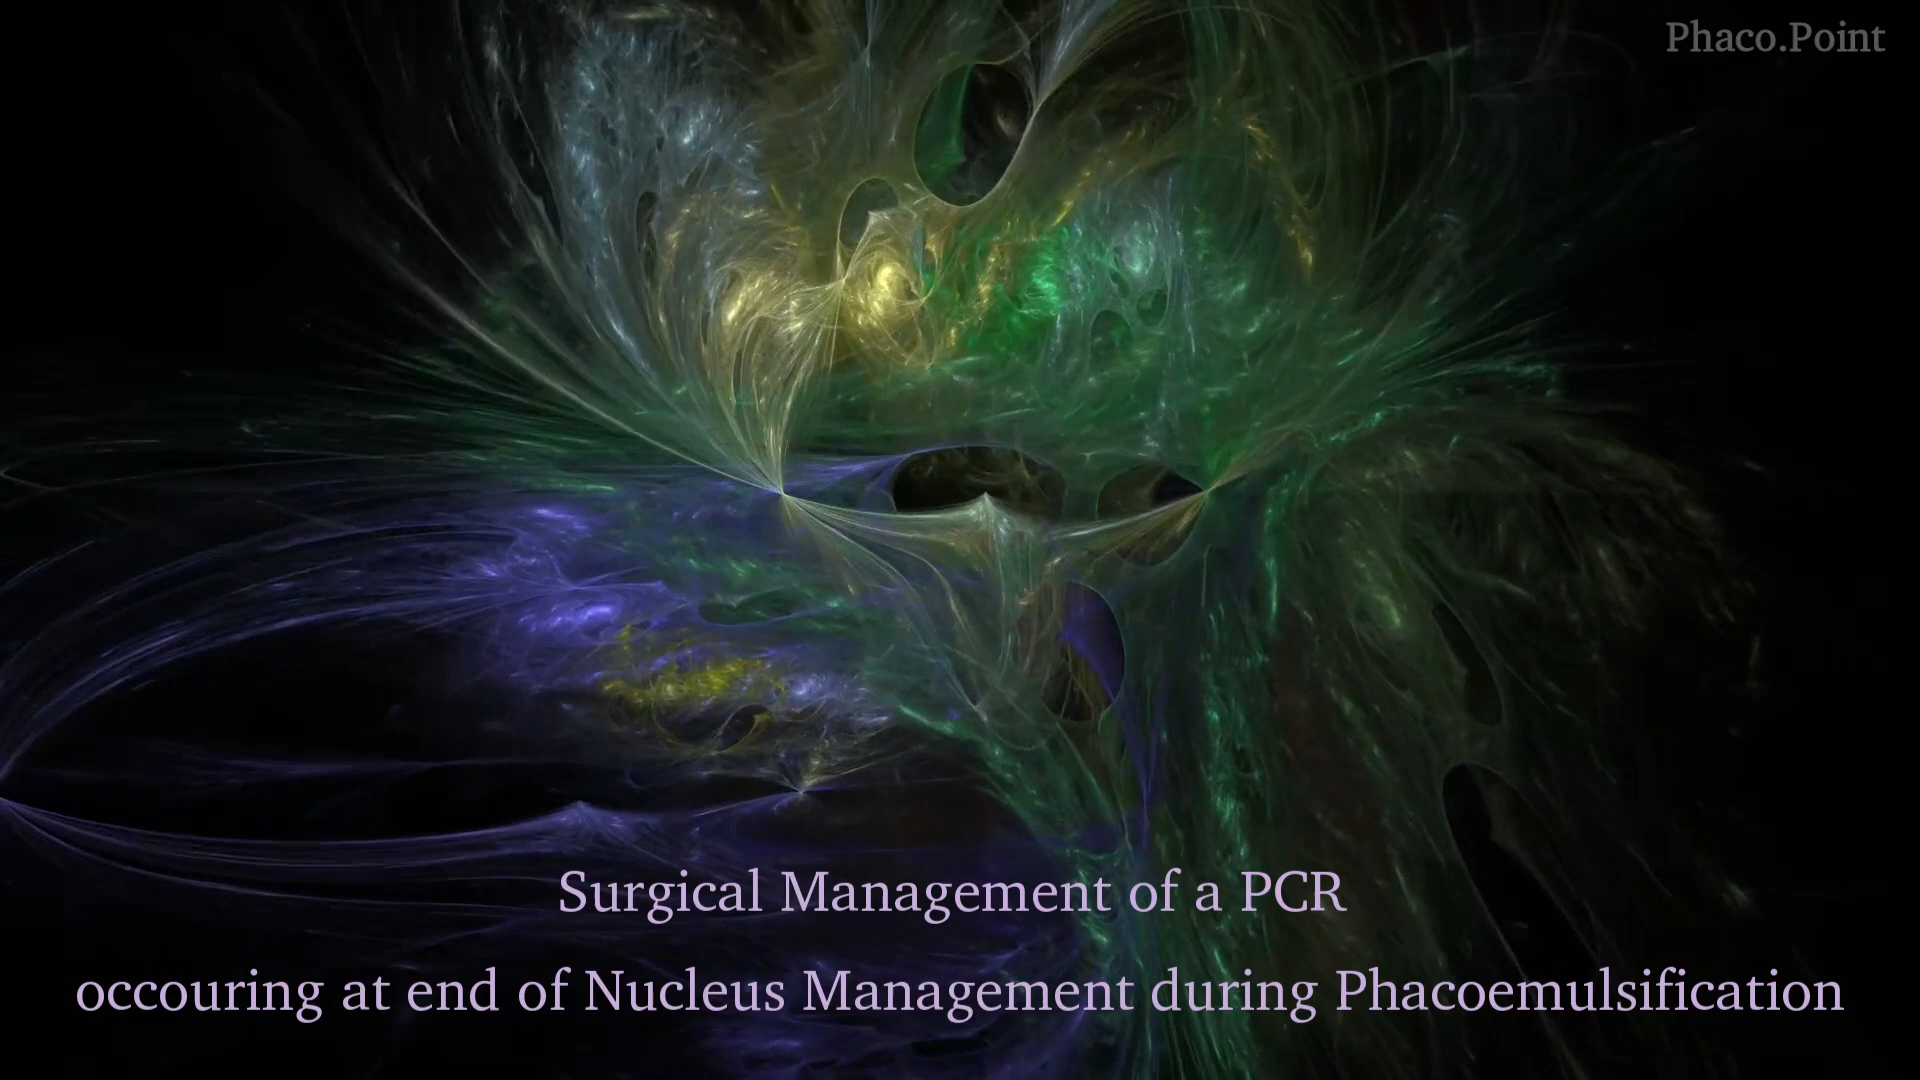 Phaco.Point
Surgical Management of a PCR
occouring at end of Nucleus Management during Phacoemulsification